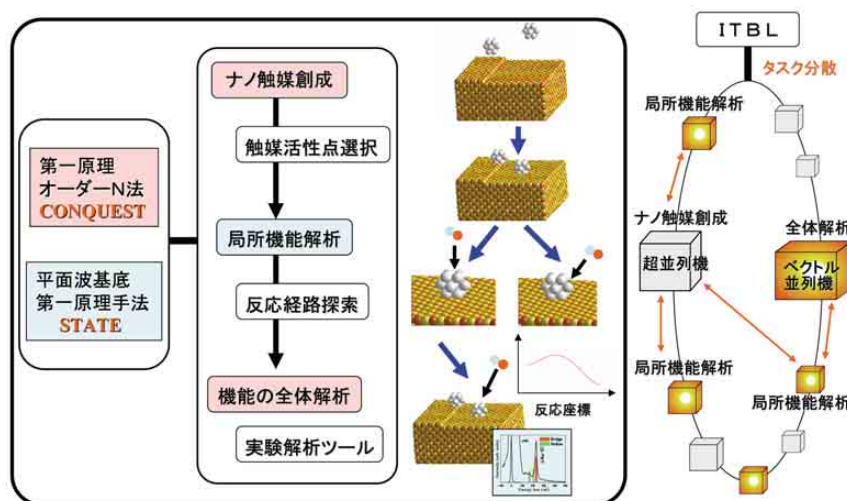 第一原理
オーダーN法
CONQUEST
平面波基底
第一原理手法
STATE
ナノ触媒創成
触媒活性点選択
局所機能解析
反応経路探索
機能の全体解析
実験解析ツール
反応座標
ITBL
タスク分散
局所機能解析
ナノ触媒創成
超並列機
全体解析
ベクトル
並列機
局所機能解析
局所機能解析